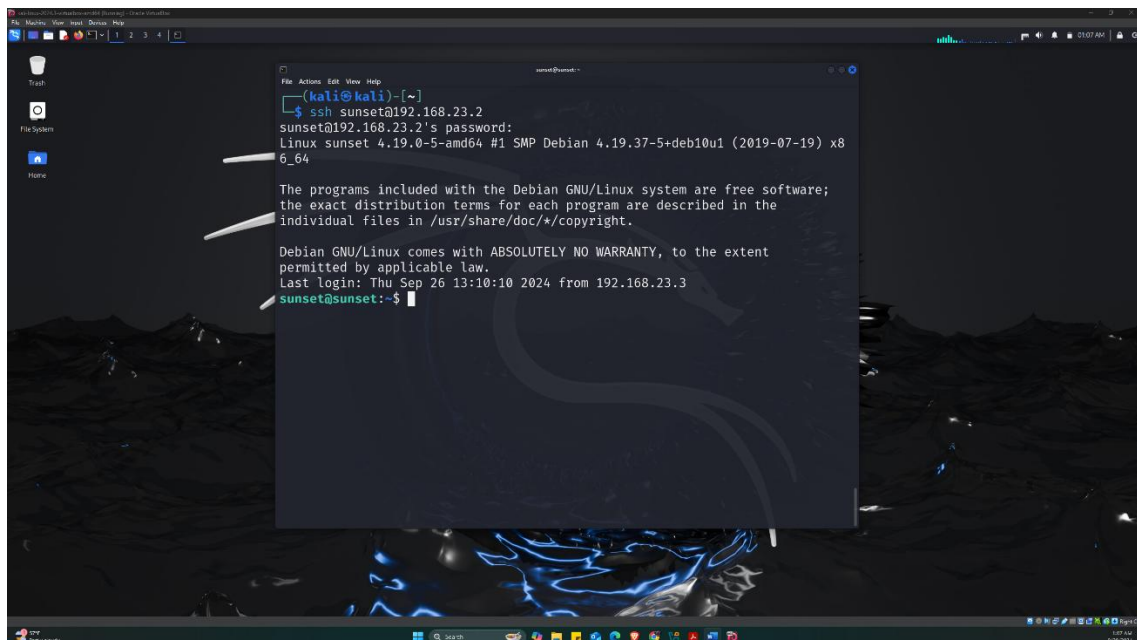 File Machine View Input Devices Help
1 2 3 4
01:07 AM
Trash
File System
Home
sunset@sunset: ~
File Actions Edit View Help
(kali㉿kali)-[~]
$ ssh sunset@192.168.23.2
sunset@192.168.23.2's password:
Linux sunset 4.19.0-5-amd64 #1 SMP Debian 4.19.37-5+deb10u1 (2019-07-19) x8
6_64
The programs included with the Debian GNU/Linux system are free software;
the exact distribution terms for each program are described in the
individual files in /usr/share/doc/*/copyright.
Debian GNU/Linux comes with ABSOLUTELY NO WARRANTY, to the extent
permitted by applicable law.
Last login: Thu Sep 26 13:10:10 2024 from 192.168.23.3
sunset@sunset:~$
Right C
Search
1:07 AM